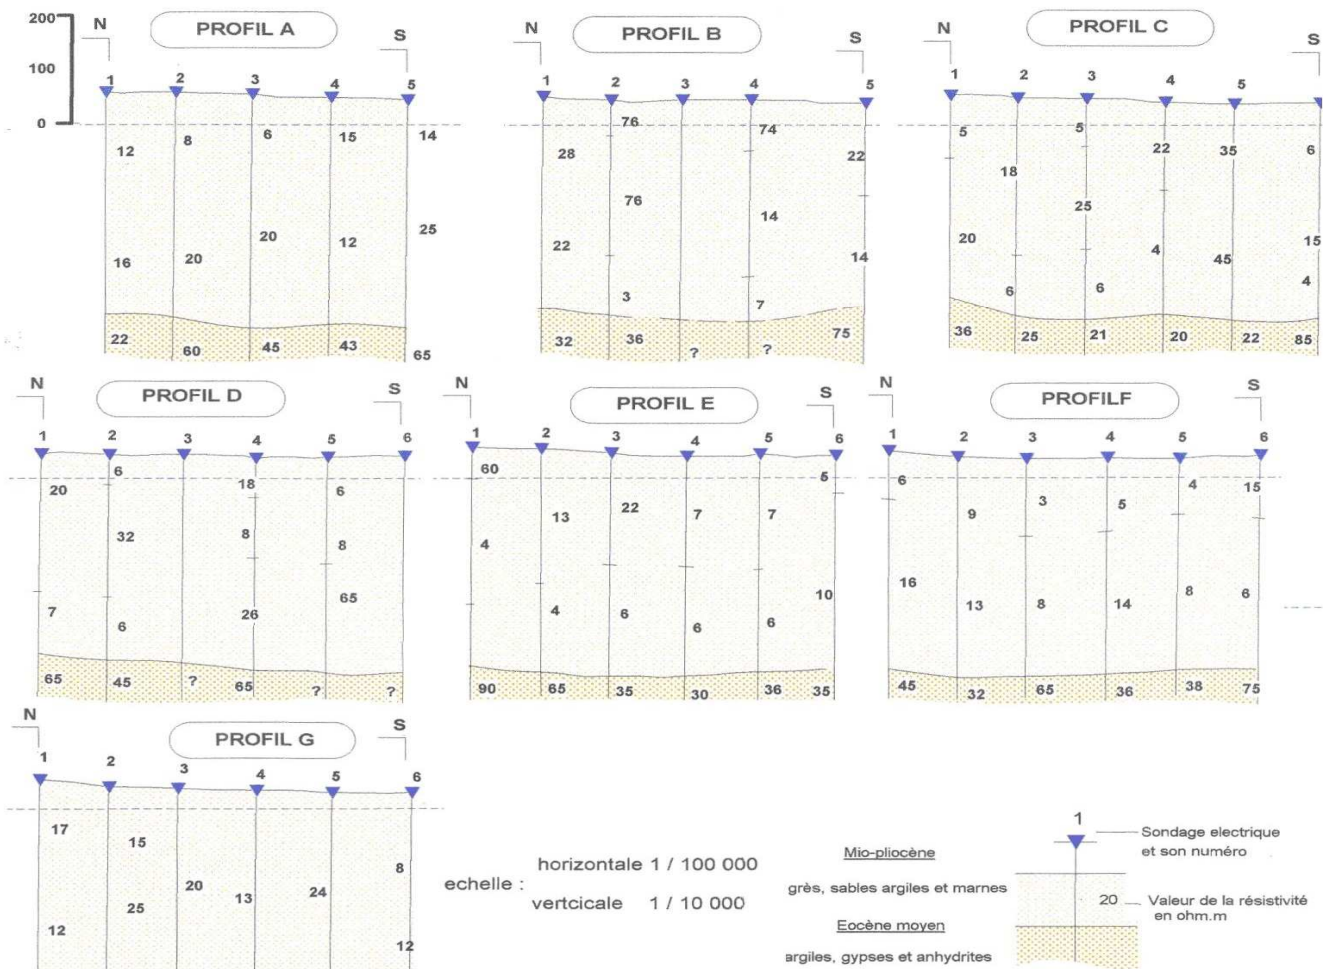 200
100
0
N
PROFIL A
S
1 2 3 4 5
12 8 6 15 14
16 20 20 12 25
22 60 45 43 65
N
PROFIL B
S
1 2 3 4 5
76 74
28 22
76 14
22 14
3 7
32 36 ? ? 75
N
PROFIL C
S
1 2 3 4 5
5 5 22 35 6
18 25
20 4 45 15
6 6 4
36 25 21 20 22 85
N
PROFIL D
S
1 2 3 4 5 6
20 6 18 6
32 8 8
7 6 26 65
65 45 ? 65 ? ?
N
PROFIL E
S
1 2 3 4 5 6
60 5
13 22 7 7
4
4 6 6 6 10
90 65 35 30 36 35
N
PROFILF
S
1 2 3 4 5 6
6 9 3 5 4 15
16 13 8 14 8 6
45 32 65 36 38 75
N
PROFIL G
S
1 2 3 4 5 6
17 15
20 13 24 8
12 25 12
echelle :
horizontale 1 / 100 000
vertcicale 1 / 10 000
Mio-pliocène
grès, sables argiles et marnes
Eocène moyen
argiles, gypses et anhydrites
1
Sondage electrique
et son numéro
20
Valeur de la résistivité
en ohm.m